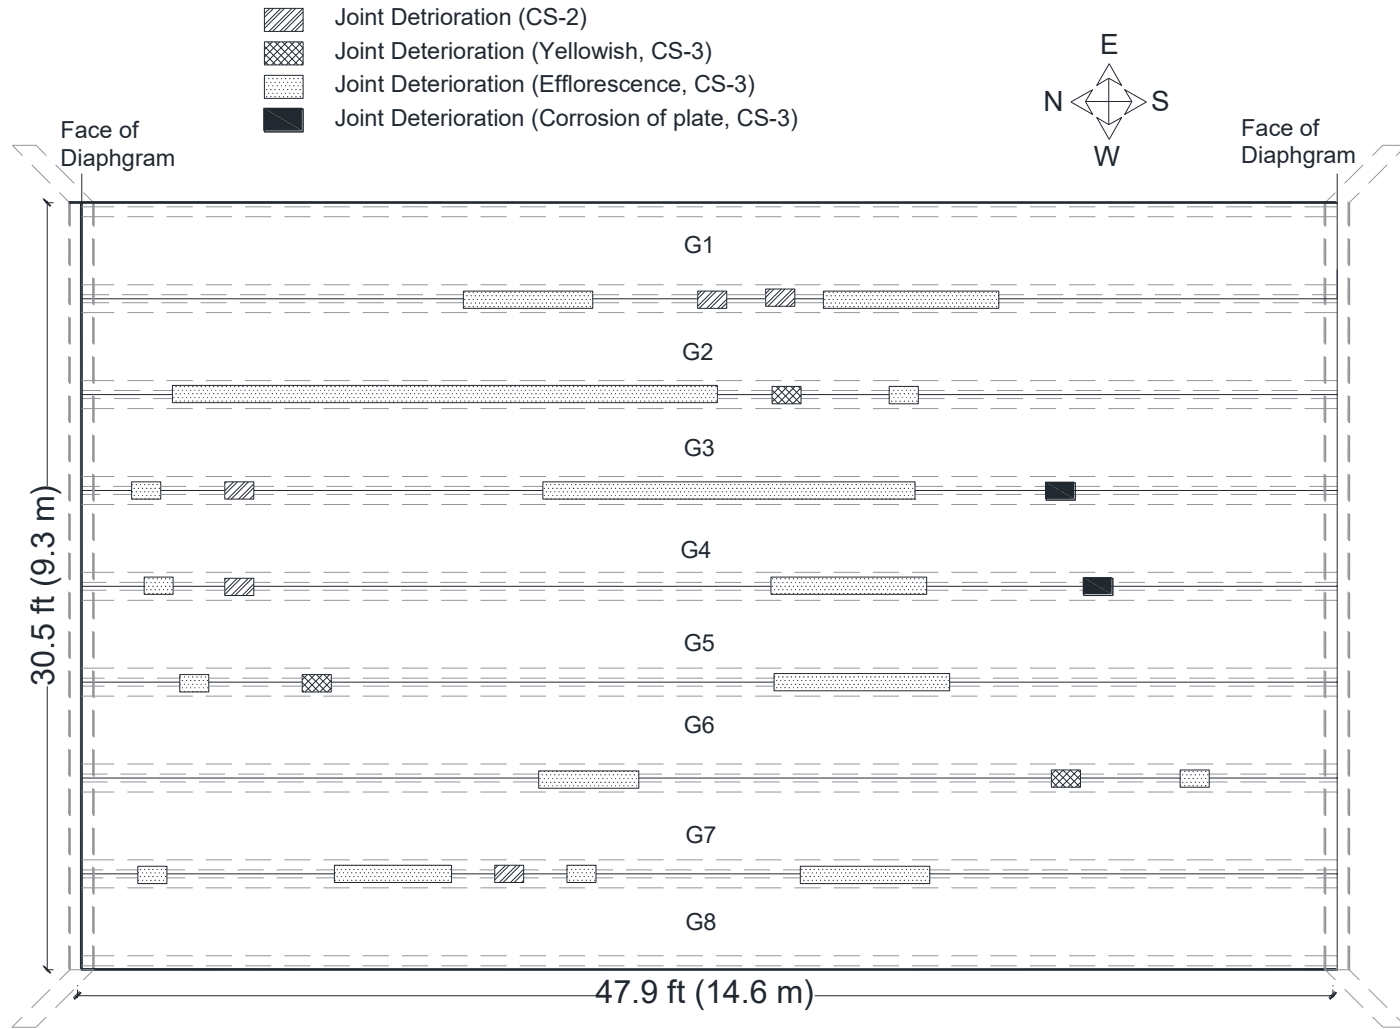 Joint Detrioration (CS-2)
Joint Deterioration (Yellowish, CS-3)
Joint Deterioration (Efflorescence, CS-3)
Joint Deterioration (Corrosion of plate, CS-3)
E
N
S
W
Face of
Diaphgram
Face of
Diaphgram
G1
G2
G3
G4
G5
G6
G7
G8
30.5 ft (9.3 m)
47.9 ft (14.6 m)